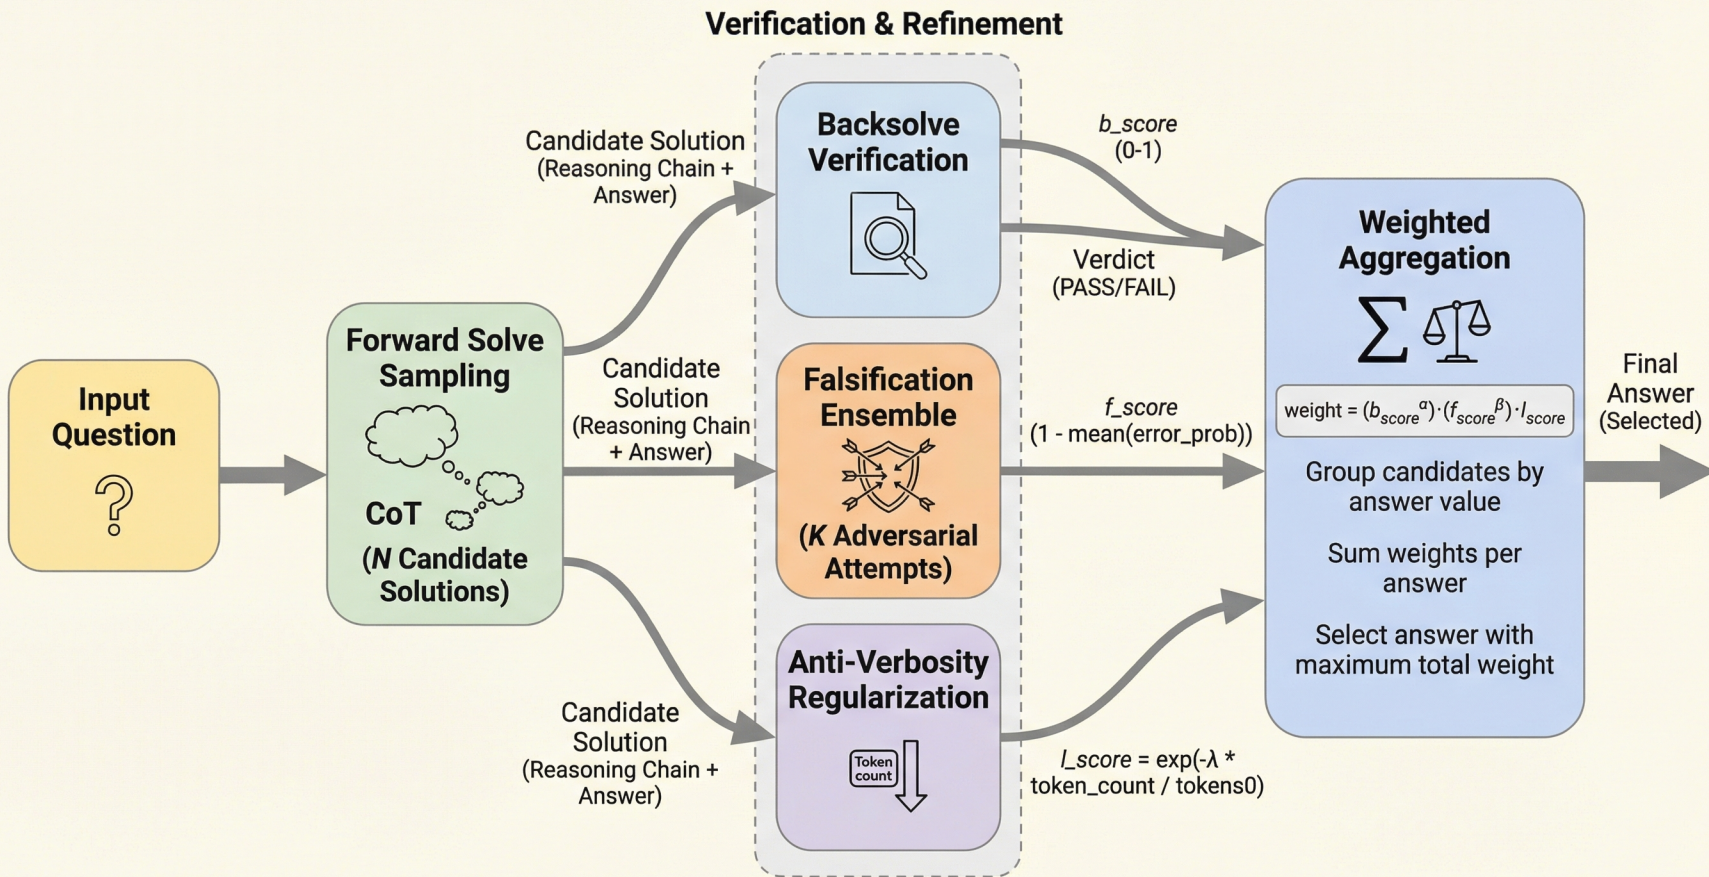 Verification & Refinement
Input
Question
Forward Solve
Sampling
CoT
(N Candidate
Solutions)
Candidate Solution
(Reasoning Chain +
Answer)
Candidate
Solution
(Reasoning Chain
+ Answer)
Candidate
Solution
(Reasoning Chain +
Answer)
Backsolve
Verification
Falsification
Ensemble
(K Adversarial
Attempts)
Anti-Verbosity
Regularization
Token
count
b_score
(0-1)
Verdict
(PASS/FAIL)
f_score
(1 - mean(error_prob))
l_score = exp(-λ *
token_count / tokens0)
Weighted
Aggregation
Σ
weight = (b_score^α)·(f_score^β)·l_score
Group candidates by
answer value
Sum weights per
answer
Select answer with
maximum total weight
Final
Answer
(Selected)